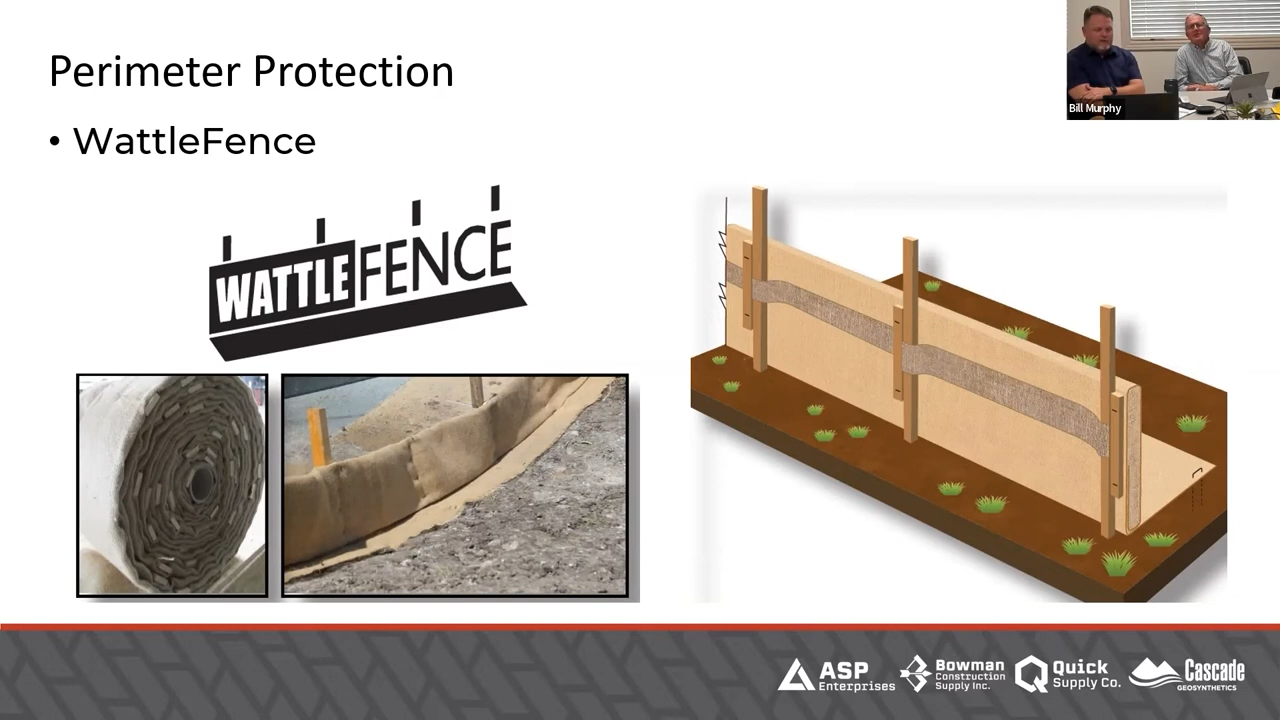 Perimeter Protection
• WattleFence
Bill Murphy
WATTLEFENCE
ASP
Enterprises
Bowman
Construction
Supply Inc.
Quick
Supply Co.
Cascade
GEOSYNTHETICS